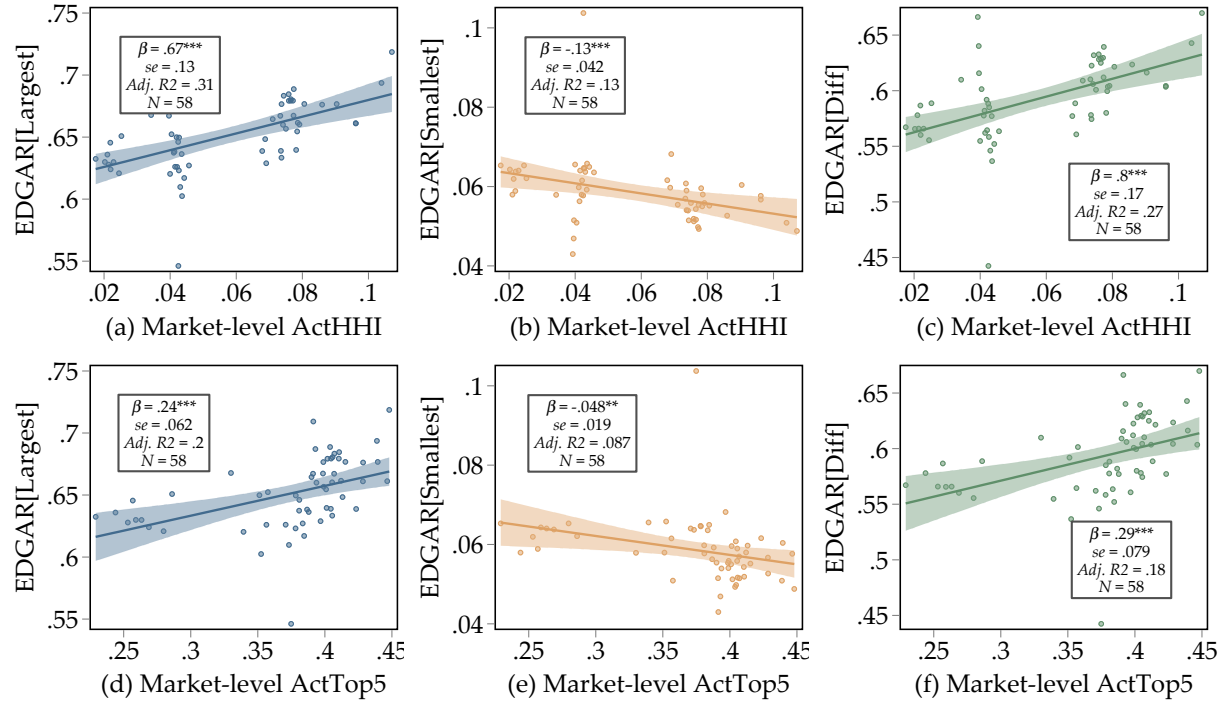 EDGAR[Largest]
.75
.7
.65
.6
.55
β = .67***
se = .13
Adj. R2 = .31
N = 58
.02 .04 .06 .08 .1
(a) Market-level ActHHI
EDGAR[Smallest]
.1
.08
.06
.04
β = -.13***
se = .042
Adj. R2 = .13
N = 58
.02 .04 .06 .08 .1
(b) Market-level ActHHI
EDGAR[Diff]
.65
.6
.55
.5
.45
β = .8***
se = .17
Adj. R2 = .27
N = 58
.02 .04 .06 .08 .1
(c) Market-level ActHHI
EDGAR[Largest]
.75
.7
.65
.6
.55
β = .24***
se = .062
Adj. R2 = .2
N = 58
.25 .3 .35 .4 .45
(d) Market-level ActTop5
EDGAR[Smallest]
.1
.08
.06
.04
β = -.048**
se = .019
Adj. R2 = .087
N = 58
.25 .3 .35 .4 .45
(e) Market-level ActTop5
EDGAR[Diff]
.65
.6
.55
.5
.45
β = .29***
se = .079
Adj. R2 = .18
N = 58
.25 .3 .35 .4 .45
(f) Market-level ActTop5